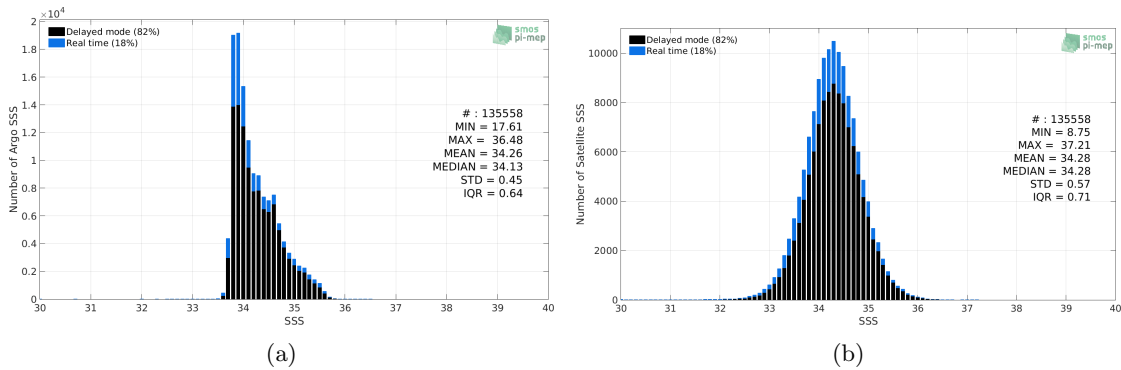 2 ×10⁴
1.8
1.6
1.4
1.2
1
0.8
0.6
0.4
0.2
0
Number of Argo SSS
Delayed mode (82%)
Real time (18%)
smos
pi-mep
# : 135558
MIN = 17.61
MAX = 36.48
MEAN = 34.26
MEDIAN = 34.13
STD = 0.45
IQR = 0.64
30 31 32 33 34 35 36 37 38 39 40
SSS
(a)
10000
8000
6000
4000
2000
0
Number of Satellite SSS
Delayed mode (82%)
Real time (18%)
smos
pi-mep
# : 135558
MIN = 8.75
MAX = 37.21
MEAN = 34.28
MEDIAN = 34.28
STD = 0.57
IQR = 0.71
30 31 32 33 34 35 36 37 38 39 40
SSS
(b)